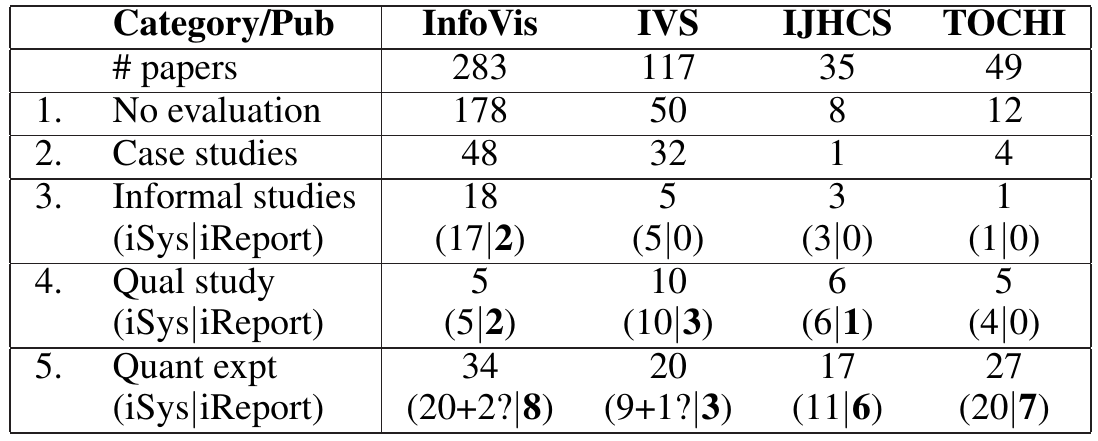 Category/Pub InfoVis IVS IJHCS TOCHI
# papers 283 117 35 49
1. No evaluation 178 50 8 12
2. Case studies 48 32 1 4
3. Informal studies 18 5 3 1
(iSys|iReport) (17|2) (5|0) (3|0) (1|0)
4. Qual study 5 10 6 5
(iSys|iReport) (5|2) (10|3) (6|1) (4|0)
5. Quant expt 34 20 17 27
(iSys|iReport) (20+2?|8) (9+1?|3) (11|6) (20|7)